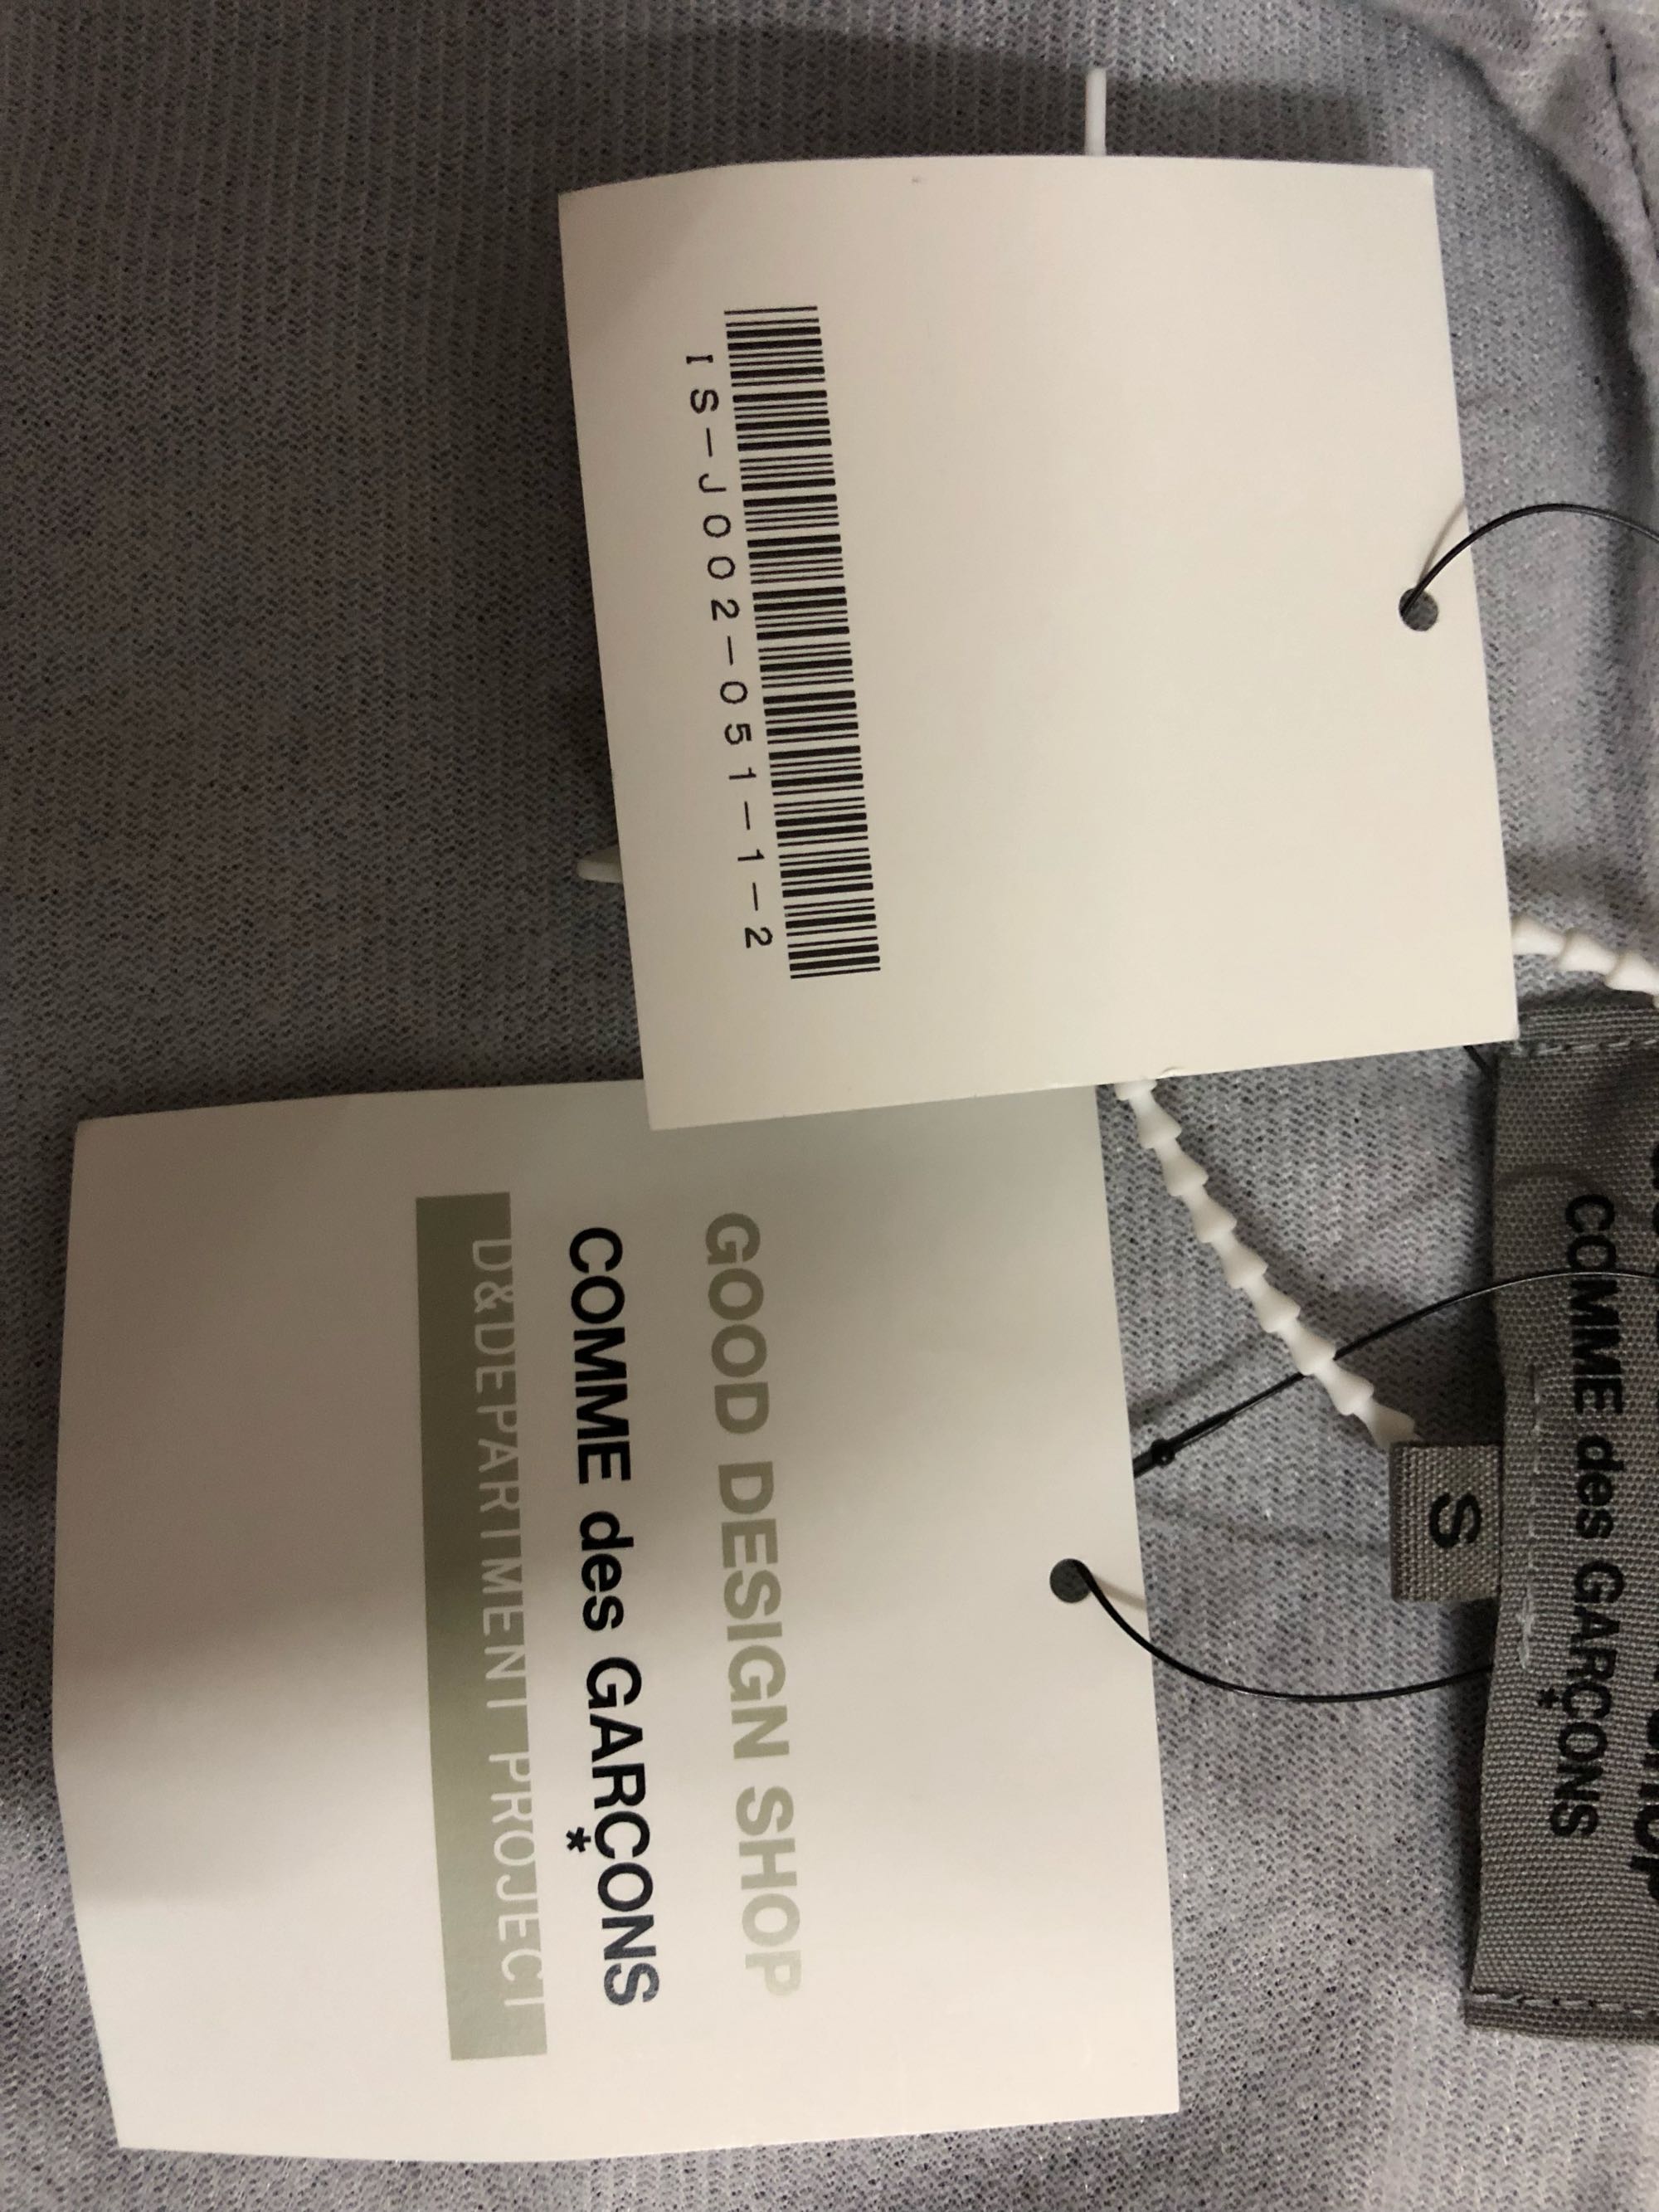 IS-J002-051-1-2
GOOD DESIGN SHOP
COMME des GARÇONS
D&DEPARTMENT PROJECT
COMME des GARÇONS
S